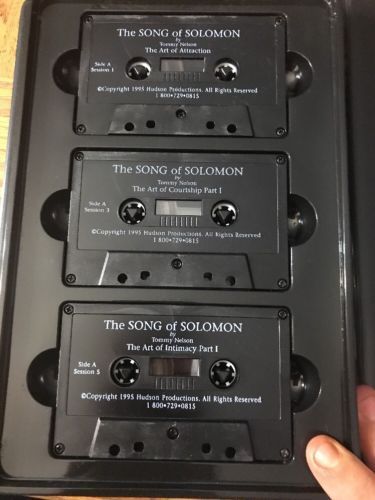 The SONG of SOLOMON
By
Tommy Nelson
Side A
Session 1
The Art of Attraction
©Copyright 1995 Hudson Productions. All Rights Reserved
1 800•729•0815
The SONG of SOLOMON
by
Tommy Nelson
Side A
Session 3
The Art of Courtship Part I
©Copyright 1995 Hudson Productions. All Rights Reserved
1 800•729•0815
The SONG of SOLOMON
by
Tommy Nelson
Side A
Session 5
The Art of Intimacy Part I
©Copyright 1995 Hudson Productions. All Rights Reserved
1 800•729•0815